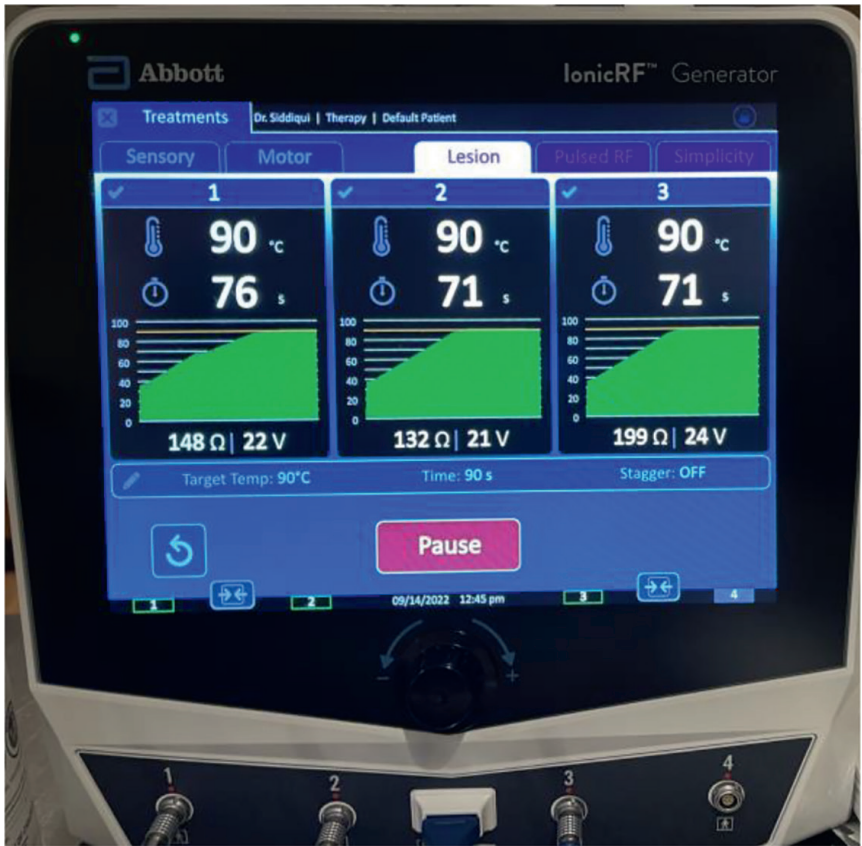 Abbott
IonicRF™ Generator
Treatments
Dr. Siddiqui | Therapy | Default Patient
Sensory
Motor
Lesion
Pulsed RF
Simplicity
1
90 °C
76 s
100
80
60
40
20
0
148 Ω| 22 V
2
90 °C
71 s
100
80
60
40
20
0
132 Ω| 21 V
3
90 °C
71 s
100
80
60
40
20
0
199 Ω| 24 V
Target Temp: 90°C
Time: 90 s
Stagger: OFF
Pause
1
2
09/14/2022 12:45 pm
3
4
- +
1
2
3
4